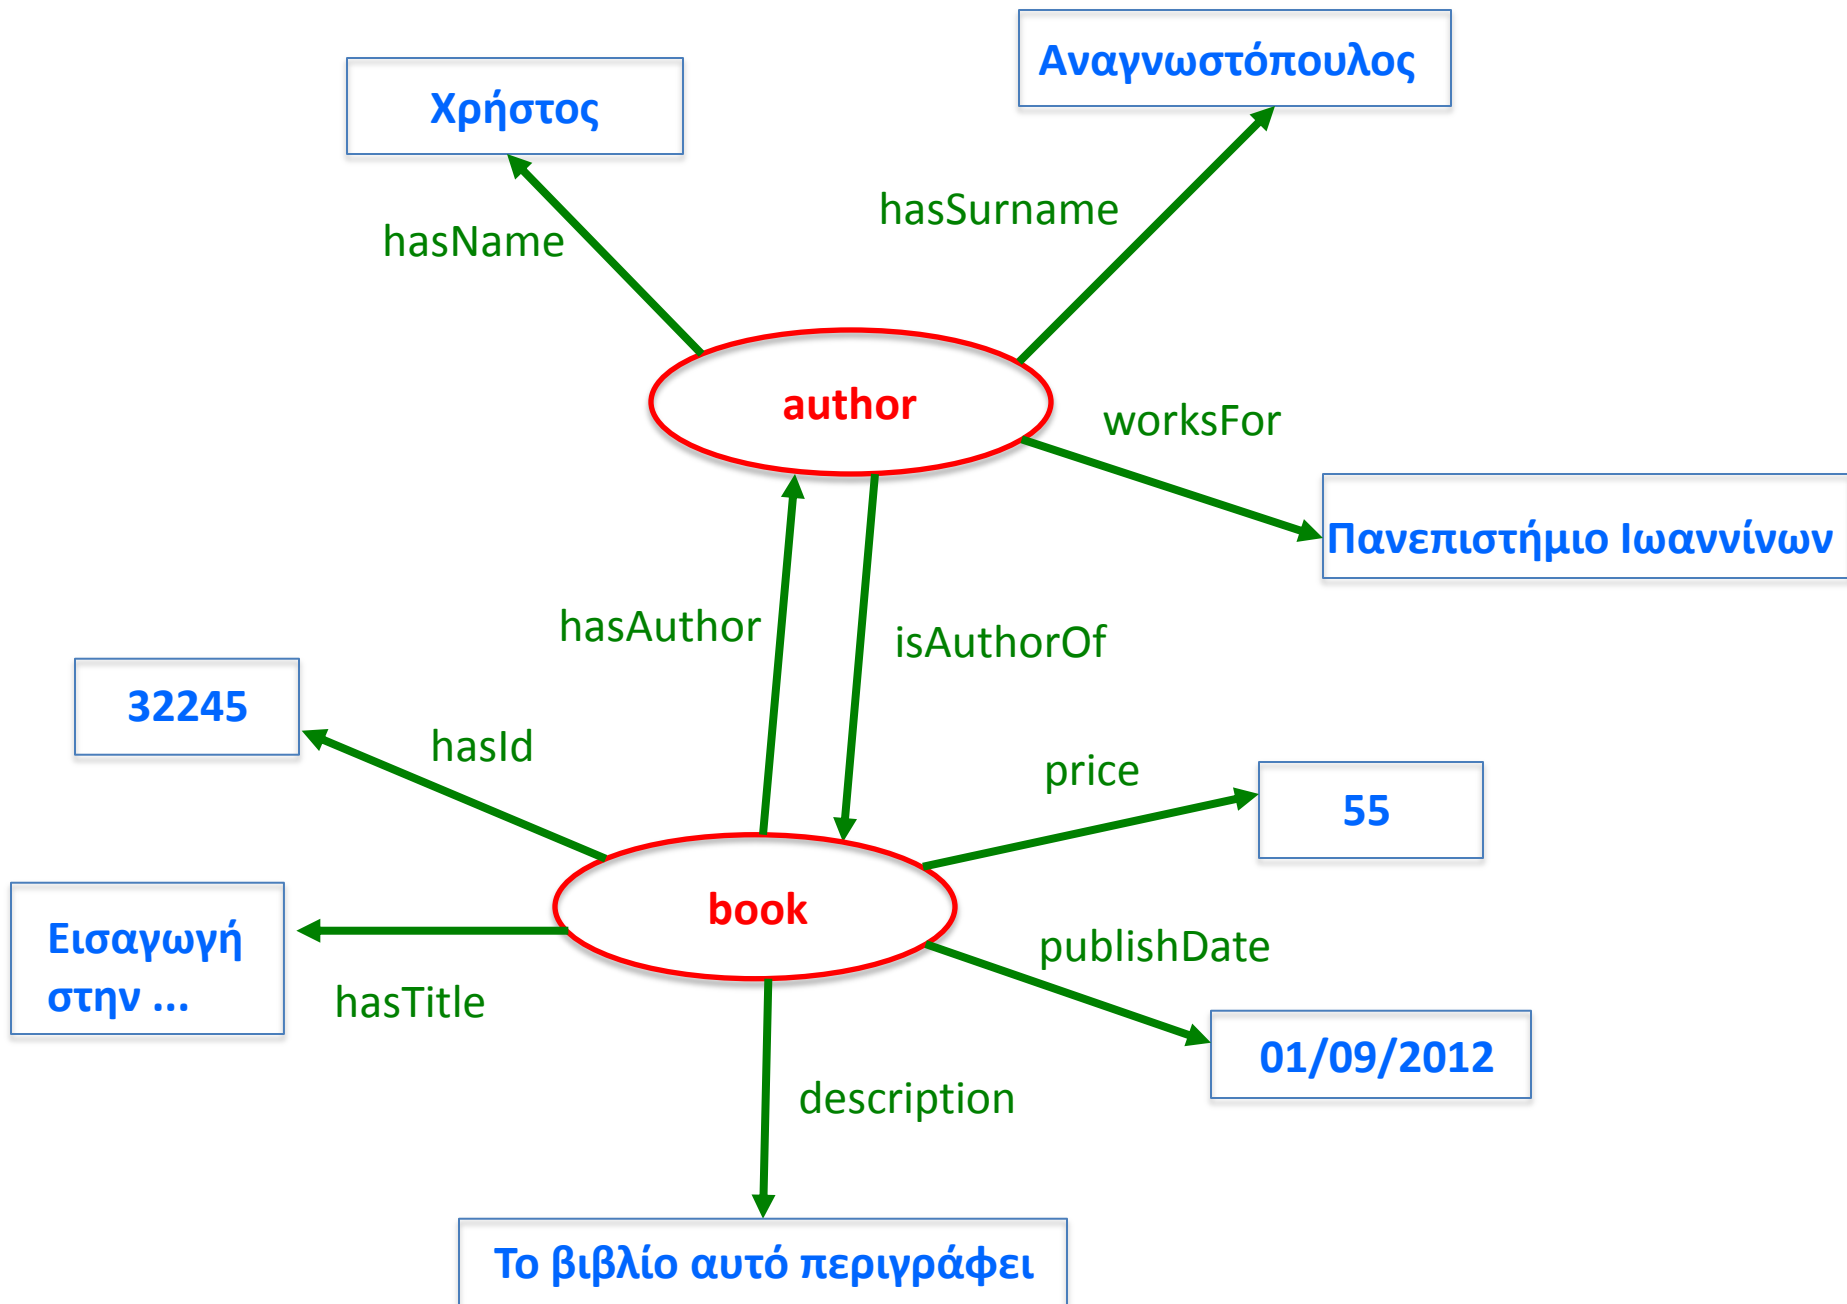 Αναγνωστόπουλος
Χρήστος
hasSurname
hasName
author
worksFor
Πανεπιστήμιο Ιωαννίνων
hasAuthor
isAuthorOf
32245
hasId
price
55
book
Εισαγωγή
στην ...
publishDate
hasTitle
01/09/2012
description
Το βιβλίο αυτό περιγράφει